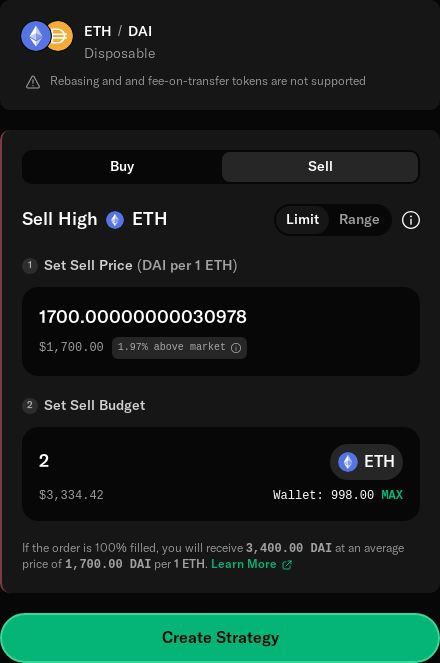 ETH / DAI
Disposable
Rebasing and and fee-on-transfer tokens are not supported
Buy Sell
Sell High ETH Limit Range
1 Set Sell Price (DAI per 1 ETH)
1700.00000000030978
$1,700.00 1.97% above market
2 Set Sell Budget
2 ETH
$3,334.42 Wallet: 998.00 MAX
If the order is 100% filled, you will receive 3,400.00 DAI at an average
price of 1,700.00 DAI per 1 ETH. Learn More
Create Strategy